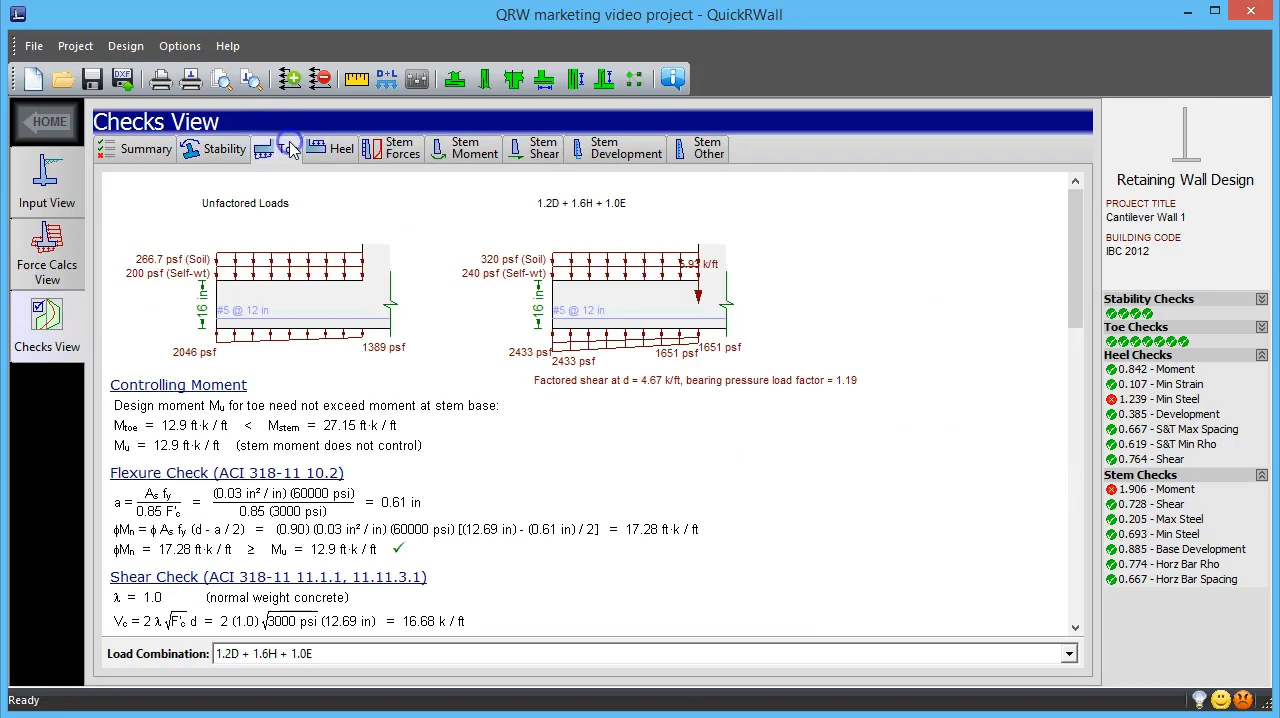 QRW marketing video project - QuickRWall
File Project Design Options Help
DXF D+L
HOME
Input View
Force Calcs
View
Checks View
Checks View
Summary Stability Heel Stem Forces Stem Moment Stem Shear Stem Development Stem Other
Unfactored Loads 1.2D + 1.6H + 1.0E
266.7 psf (Soil) 320 psf (Soil)
200 psf (Self-wt) 240 psf (Self-wt)
16 in 16 in
#5 @ 12 in #5 @ 12 in
2046 psf 1389 psf 2433 psf 2433 psf 1651 psf 1651 psf
Factored shear at d = 4.67 k/ft, bearing pressure load factor = 1.19
Controlling Moment
Design moment Mu for toe need not exceed moment at stem base:
Mtoe = 12.9 ft·k / ft < Mstem = 27.15 ft·k / ft
Mu = 12.9 ft·k / ft (stem moment does not control)
Flexure Check (ACI 318-11 10.2)
a = As fy / 0.85 F'c = (0.03 in² / in) (60000 psi) / 0.85 (3000 psi) = 0.61 in
ϕMn = ϕ As fy (d - a / 2) = (0.90) (0.03 in² / in) (60000 psi) [(12.69 in) - (0.61 in) / 2] = 17.28 ft·k / ft
ϕMn = 17.28 ft·k / ft ≥ Mu = 12.9 ft·k / ft ✓
Shear Check (ACI 318-11 11.1.1, 11.11.3.1)
λ = 1.0 (normal weight concrete)
Vc = 2 λ √F'c d = 2 (1.0) √3000 psi (12.69 in) = 16.68 k / ft
Load Combination: 1.2D + 1.6H + 1.0E
Retaining Wall Design
PROJECT TITLE
Cantilever Wall 1
BUILDING CODE
IBC 2012
Stability Checks
Toe Checks
Heel Checks
0.842 - Moment
0.107 - Min Strain
1.239 - Min Steel
0.385 - Development
0.667 - S&T Max Spacing
0.619 - S&T Min Rho
0.764 - Shear
Stem Checks
1.906 - Moment
0.728 - Shear
0.205 - Max Steel
0.693 - Min Steel
0.885 - Base Development
0.774 - Horz Bar Rho
0.667 - Horz Bar Spacing
Ready